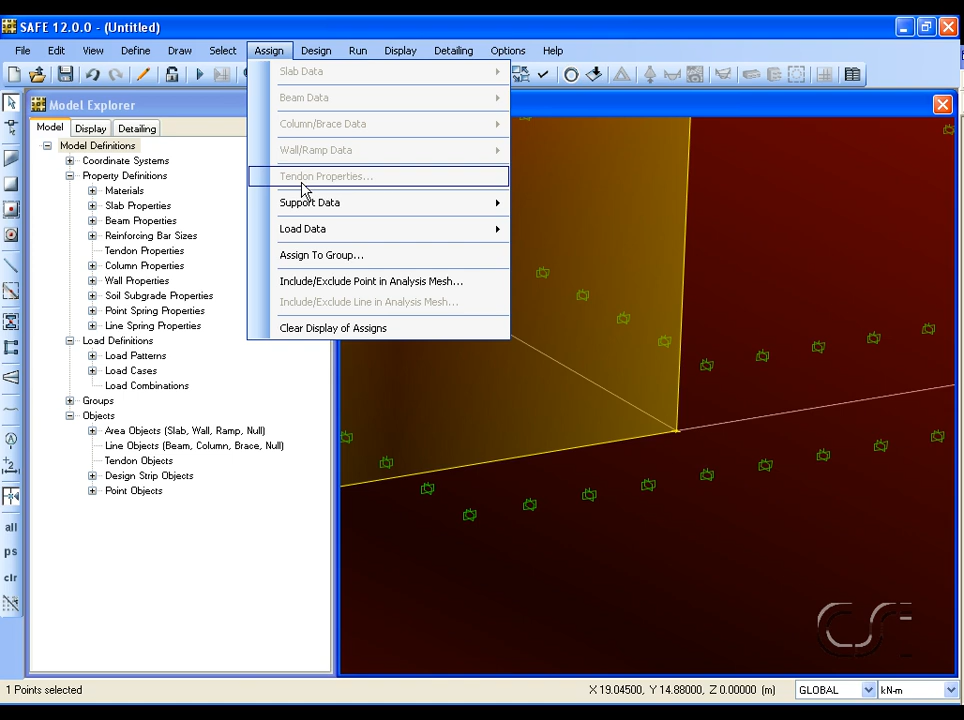 SAFE 12.0.0 - (Untitled)
File Edit View Define Draw Select Assign Design Run Display Detailing Options Help
Model Explorer
Model Display Detailing
Model Definitions
Coordinate Systems
Property Definitions
Materials
Slab Properties
Beam Properties
Reinforcing Bar Sizes
Tendon Properties
Column Properties
Wall Properties
Soil Subgrade Properties
Point Spring Properties
Line Spring Properties
Load Definitions
Load Patterns
Load Cases
Load Combinations
Groups
Objects
Area Objects (Slab, Wall, Ramp, Null)
Line Objects (Beam, Column, Brace, Null)
Tendon Objects
Design Strip Objects
Point Objects
Slab Data
Beam Data
Column/Brace Data
Wall/Ramp Data
Tendon Properties...
Support Data
Load Data
Assign To Group...
Include/Exclude Point in Analysis Mesh...
Include/Exclude Line in Analysis Mesh...
Clear Display of Assigns
all
ps
clr
CSI
1 Points selected
X 19.04500, Y 14.88000, Z 0.00000 (m)
GLOBAL
kN-m